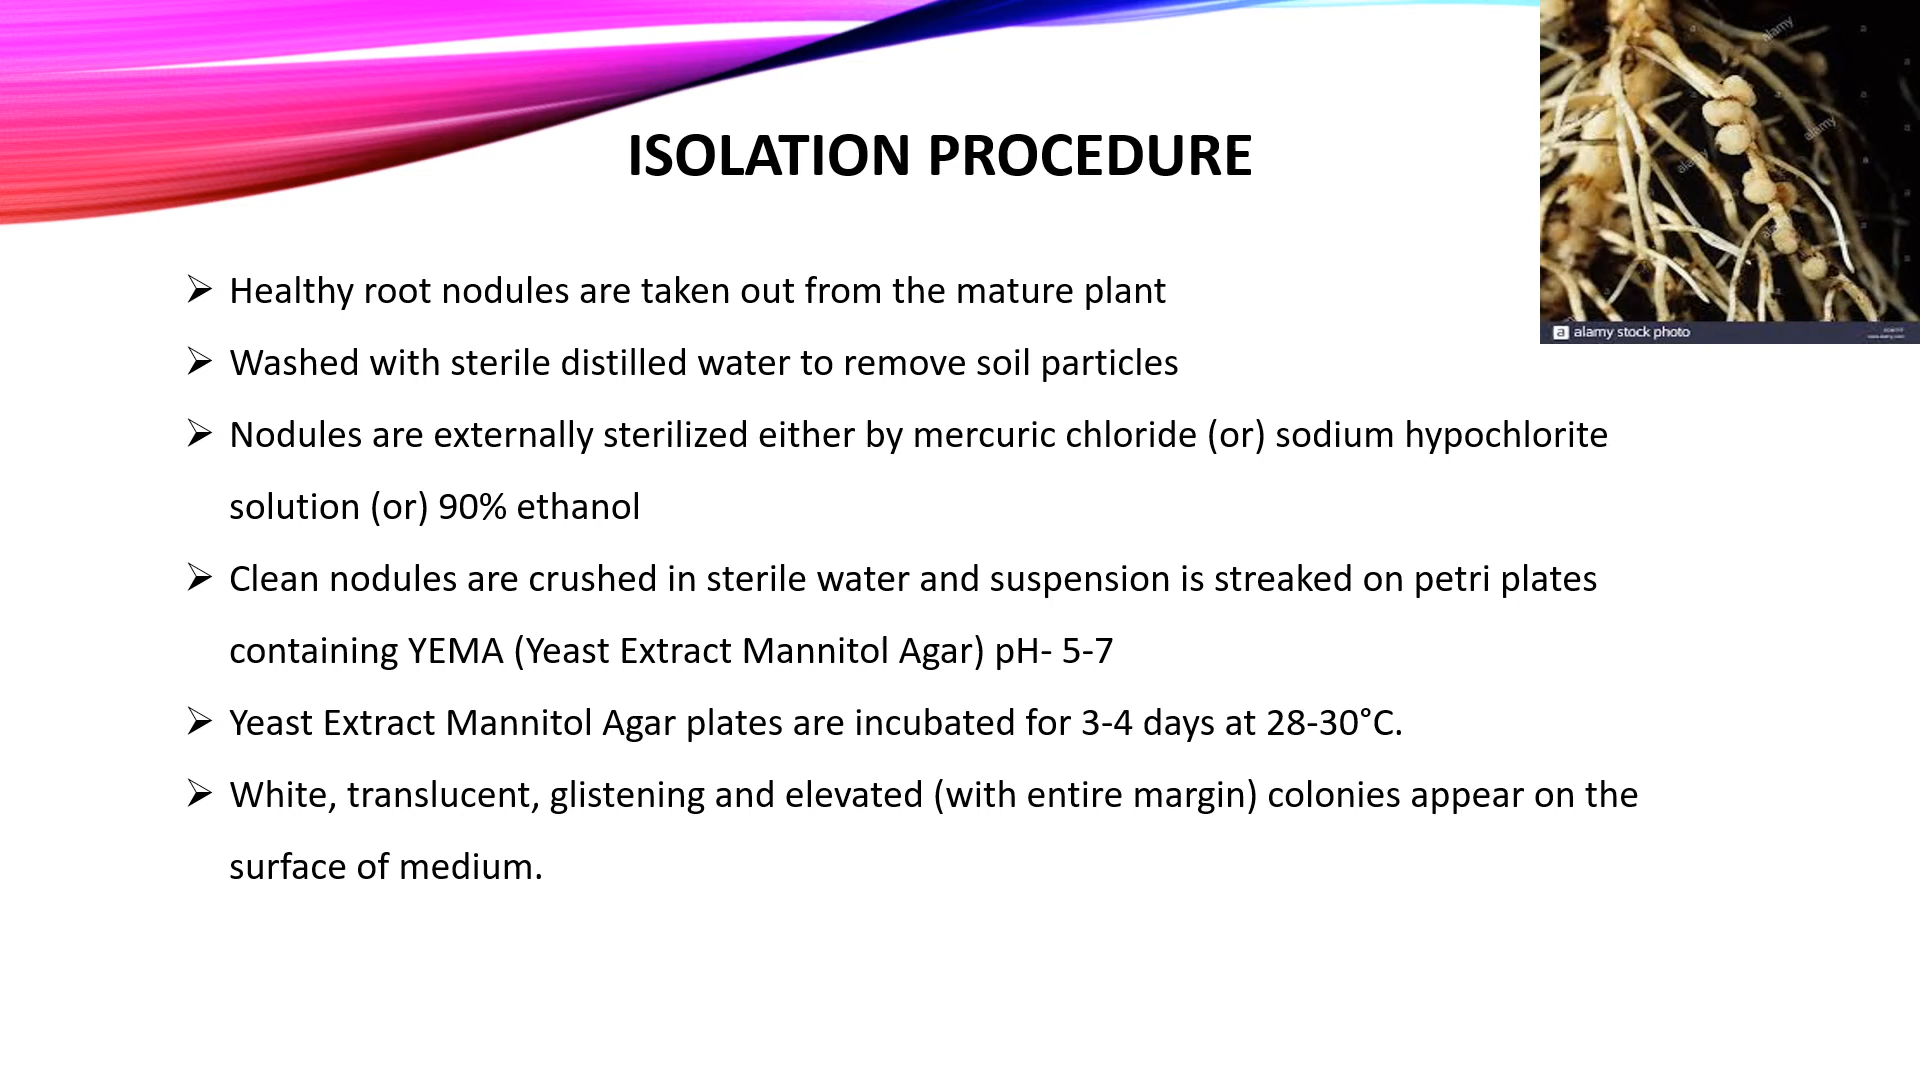 ISOLATION PROCEDURE
➢ Healthy root nodules are taken out from the mature plant
➢ Washed with sterile distilled water to remove soil particles
➢ Nodules are externally sterilized either by mercuric chloride (or) sodium hypochlorite
solution (or) 90% ethanol
➢ Clean nodules are crushed in sterile water and suspension is streaked on petri plates
containing YEMA (Yeast Extract Mannitol Agar) pH- 5-7
➢ Yeast Extract Mannitol Agar plates are incubated for 3-4 days at 28-30°C.
➢ White, translucent, glistening and elevated (with entire margin) colonies appear on the
surface of medium.
alamy
alamy
alamy
a alamy stock photo